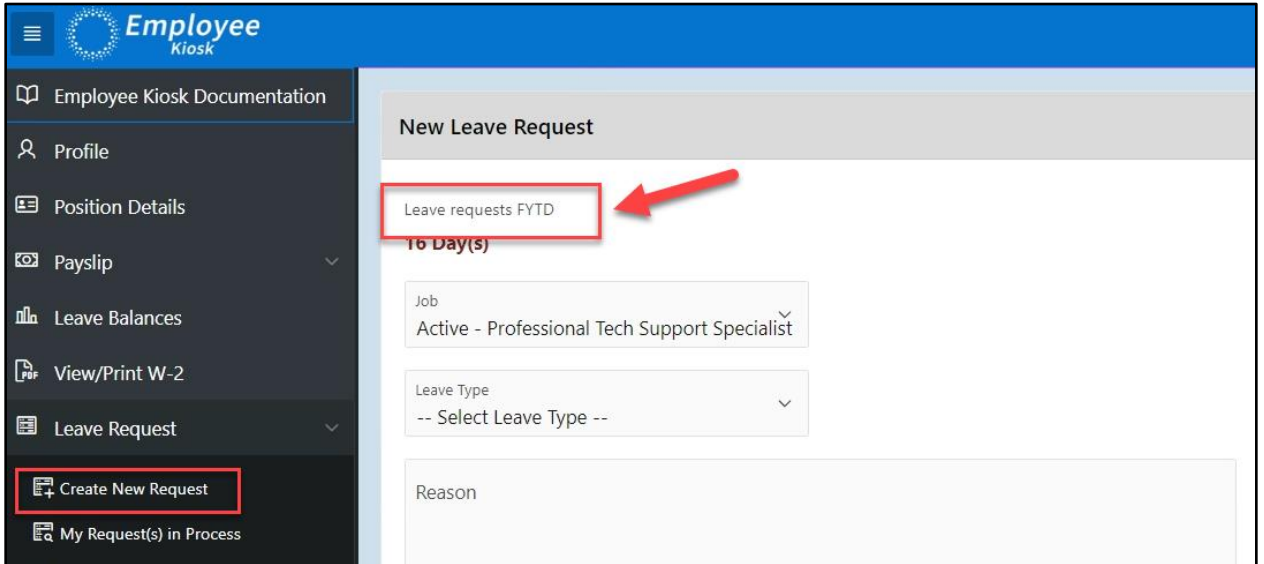 Employee
Kiosk
Employee Kiosk Documentation
Profile
Position Details
Payslip
Leave Balances
PDF
View/Print W-2
Leave Request
Create New Request
My Request(s) in Process
New Leave Request
Leave requests FYTD
16 Day(s)
Job
Active - Professional Tech Support Specialist
Leave Type
-- Select Leave Type --
Reason